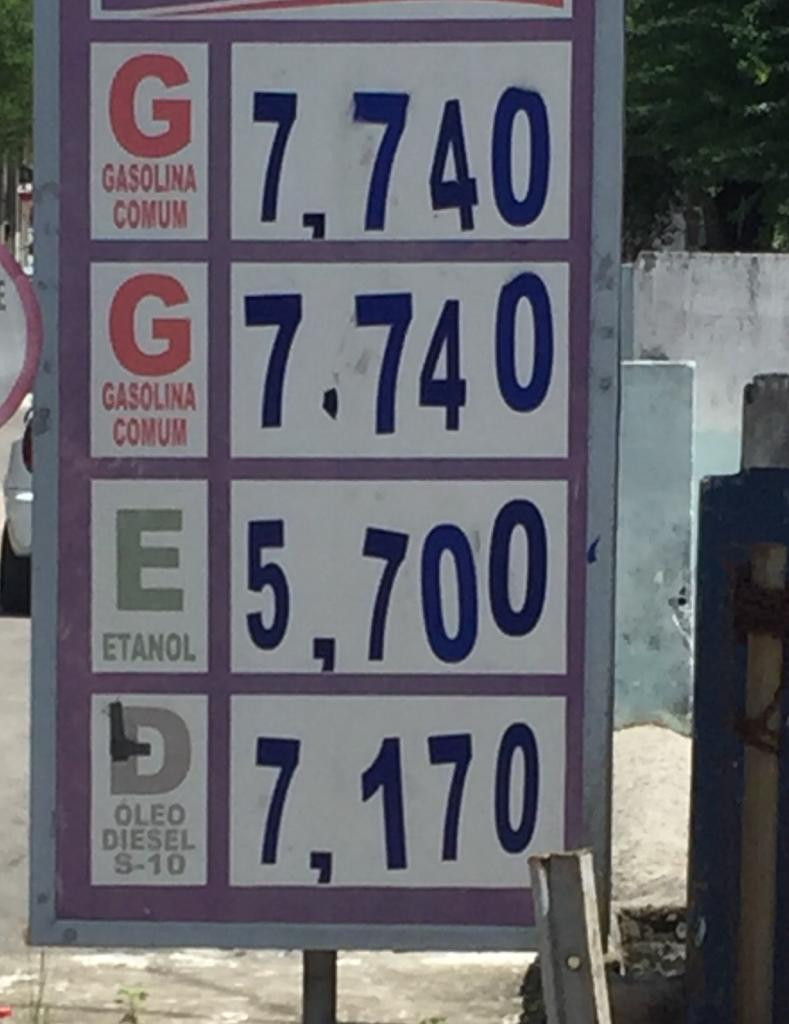 G
GASOLINA
COMUM
7,740
G
GASOLINA
COMUM
7.740
E
ETANOL
5,700
D
ÓLEO
DIESEL
S-10
7,170
E